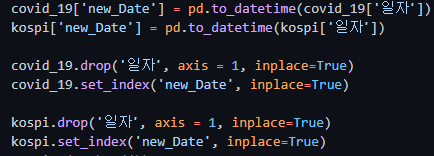 covid_19['new_Date'] = pd.to_datetime(covid_19['일자'])
kospi['new_Date'] = pd.to_datetime(kospi['일자'])
covid_19.drop('일자', axis = 1, inplace=True)
covid_19.set_index('new_Date', inplace=True)
kospi.drop('일자', axis = 1, inplace=True)
kospi.set_index('new_Date', inplace=True)